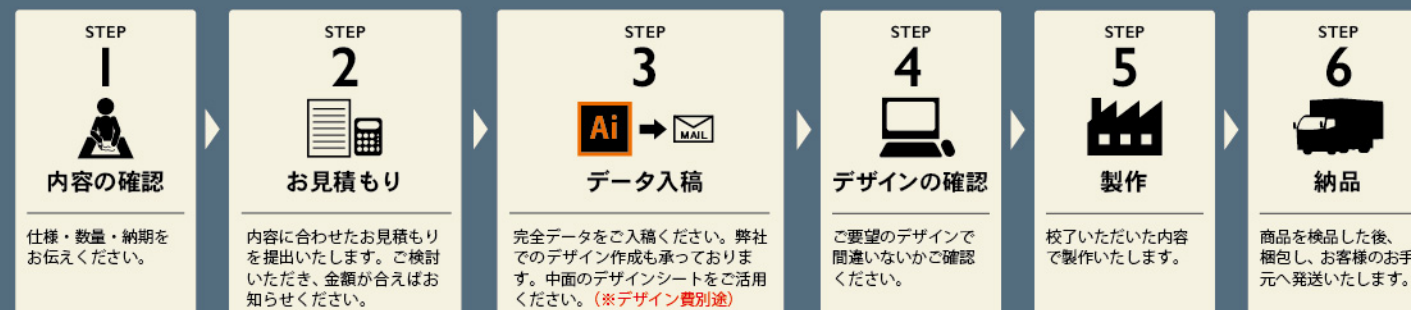 STEP
1
内容の確認
仕様・数量・納期を
お伝えください。
STEP
2
お見積もり
内容に合わせたお見積もり
を提出いたします。ご検討
いただき、金額が合えばお
知らせください。
STEP
3
Ai
MAIL
データ入稿
完全データをご入稿ください。弊社
でのデザイン作成も承っておりま
す。中面のデザインシートをご活用
ください。(※デザイン費別途)
STEP
4
デザインの確認
ご要望のデザインで
間違いないかご確認
ください。
STEP
5
製作
校了いただいた内容
で製作いたします。
STEP
6
納品
商品を検品した後、
梱包し、お客様のお手
元へ発送いたします。